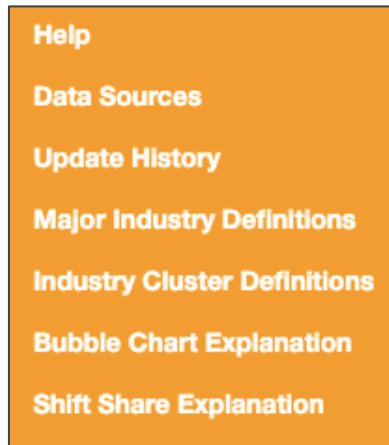 Help
Data Sources
Update History
Major Industry Definitions
Industry Cluster Definitions
Bubble Chart Explanation
Shift Share Explanation